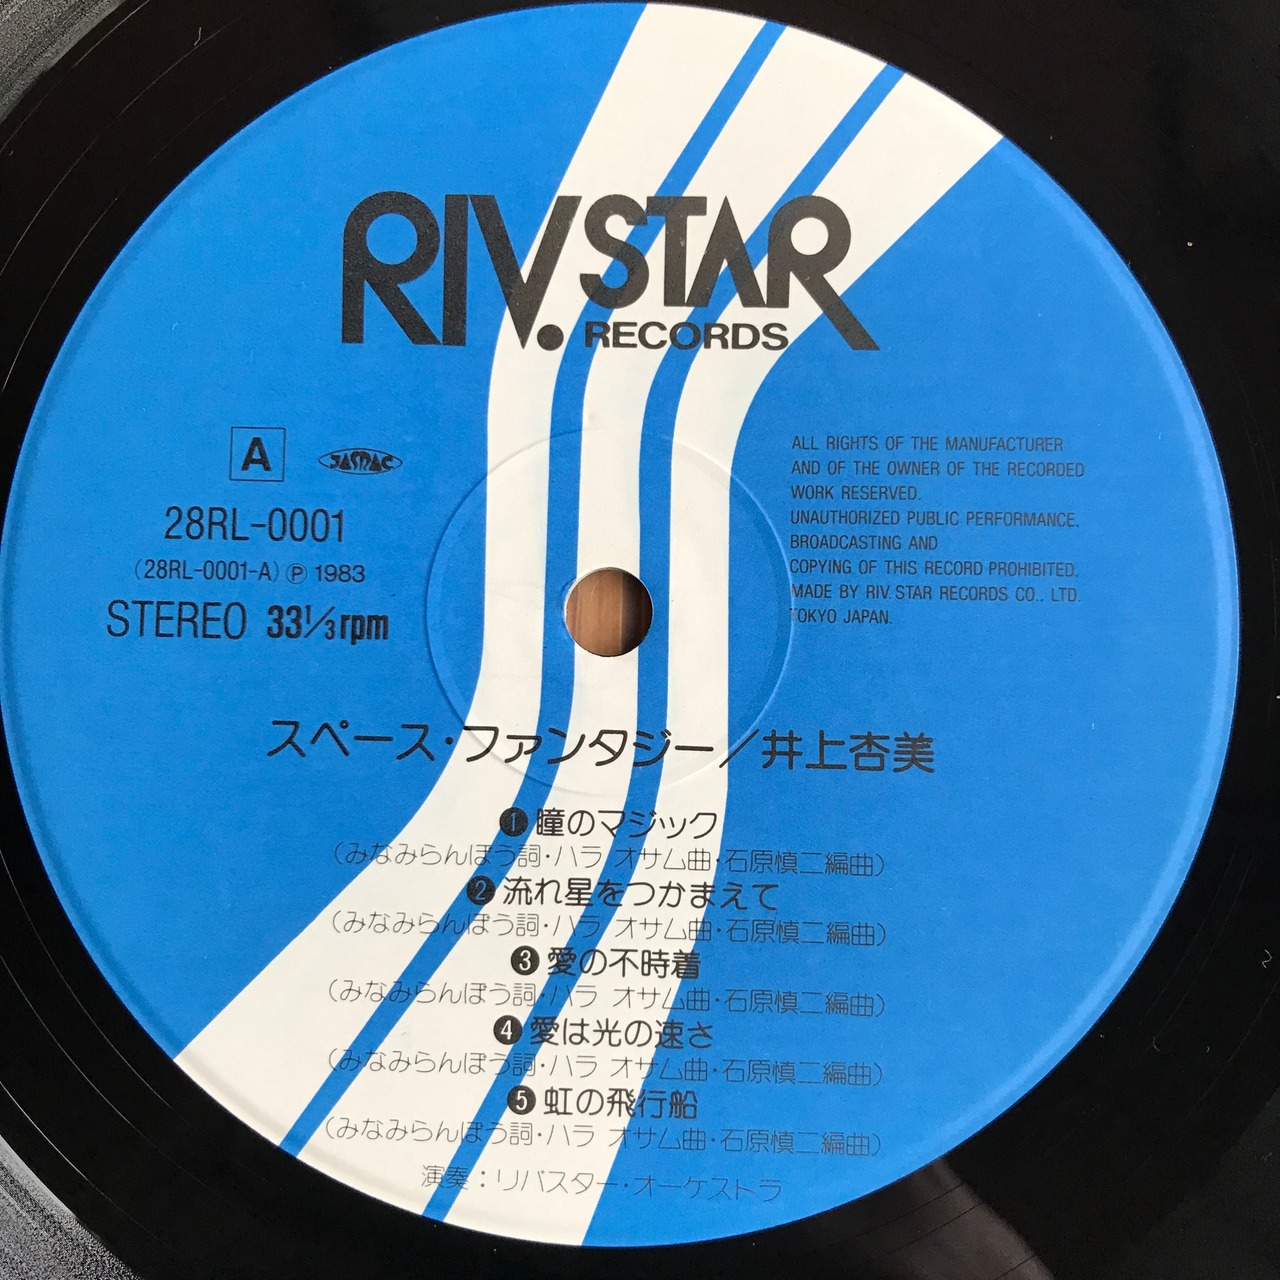 RIV.STAR
RECORDS
A JASRAC
28RL-0001
(28RL-0001-A) Ⓟ 1983
STEREO 33 1/3 rpm
ALL RIGHTS OF THE MANUFACTURER
AND OF THE OWNER OF THE RECORDED
WORK RESERVED.
UNAUTHORIZED PUBLIC PERFORMANCE.
BROADCASTING AND
COPYING OF THIS RECORD PROHIBITED.
MADE BY RIV. STAR RECORDS CO., LTD.
TOKYO JAPAN.
スペース・ファンタジー/井上杏美
❶ 瞳のマジック
(みなみらんぼう詞・ハラ オサム曲・石原慎二編曲)
❷ 流れ星をつかまえて
(みなみらんぼう詞・ハラ オサム曲・石原慎二編曲)
❸ 愛の不時着
(みなみらんぼう詞・ハラ オサム曲・石原慎二編曲)
❹ 愛は光の速さ
(みなみらんぼう詞・ハラ オサム曲・石原慎二編曲)
❺ 虹の飛行船
(みなみらんぼう詞・ハラ オサム曲・石原慎二編曲)
演奏:リバスター・オーケストラ